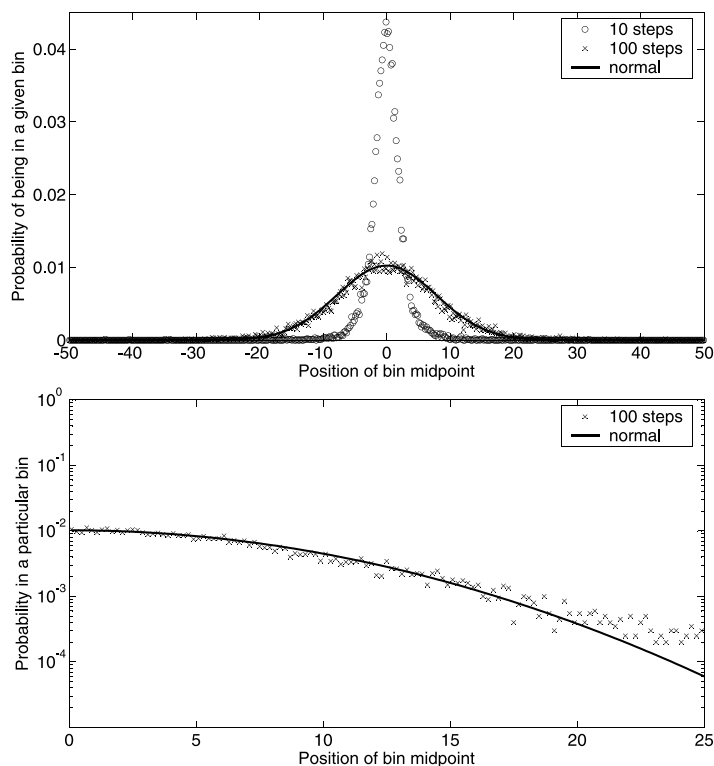 Probability of being in a given bin
0.04
0.03
0.02
0.01
0
10 steps
100 steps
normal
-50 -40 -30 -20 -10 0 10 20 30 40 50
Position of bin midpoint
Probability in a particular bin
10^0
10^-1
10^-2
10^-3
10^-4
100 steps
normal
0 5 10 15 20 25
Position of bin midpoint